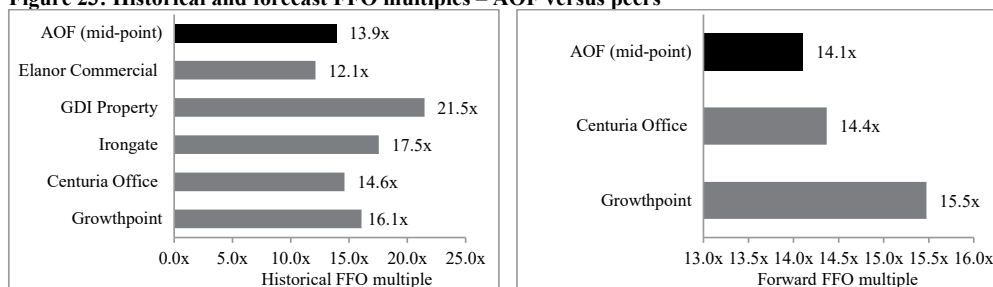 Figure 23: Historical and forecast FFO multiples – AOF versus peers
AOF (mid-point) 13.9x
Elanor Commercial 12.1x
GDI Property 21.5x
Irongate 17.5x
Centuria Office 14.6x
Growthpoint 16.1x
0.0x 5.0x 10.0x 15.0x 20.0x 25.0x
Historical FFO multiple
AOF (mid-point) 14.1x
Centuria Office 14.4x
Growthpoint 15.5x
13.0x 13.5x 14.0x 14.5x 15.0x 15.5x 16.0x
Forward FFO multiple